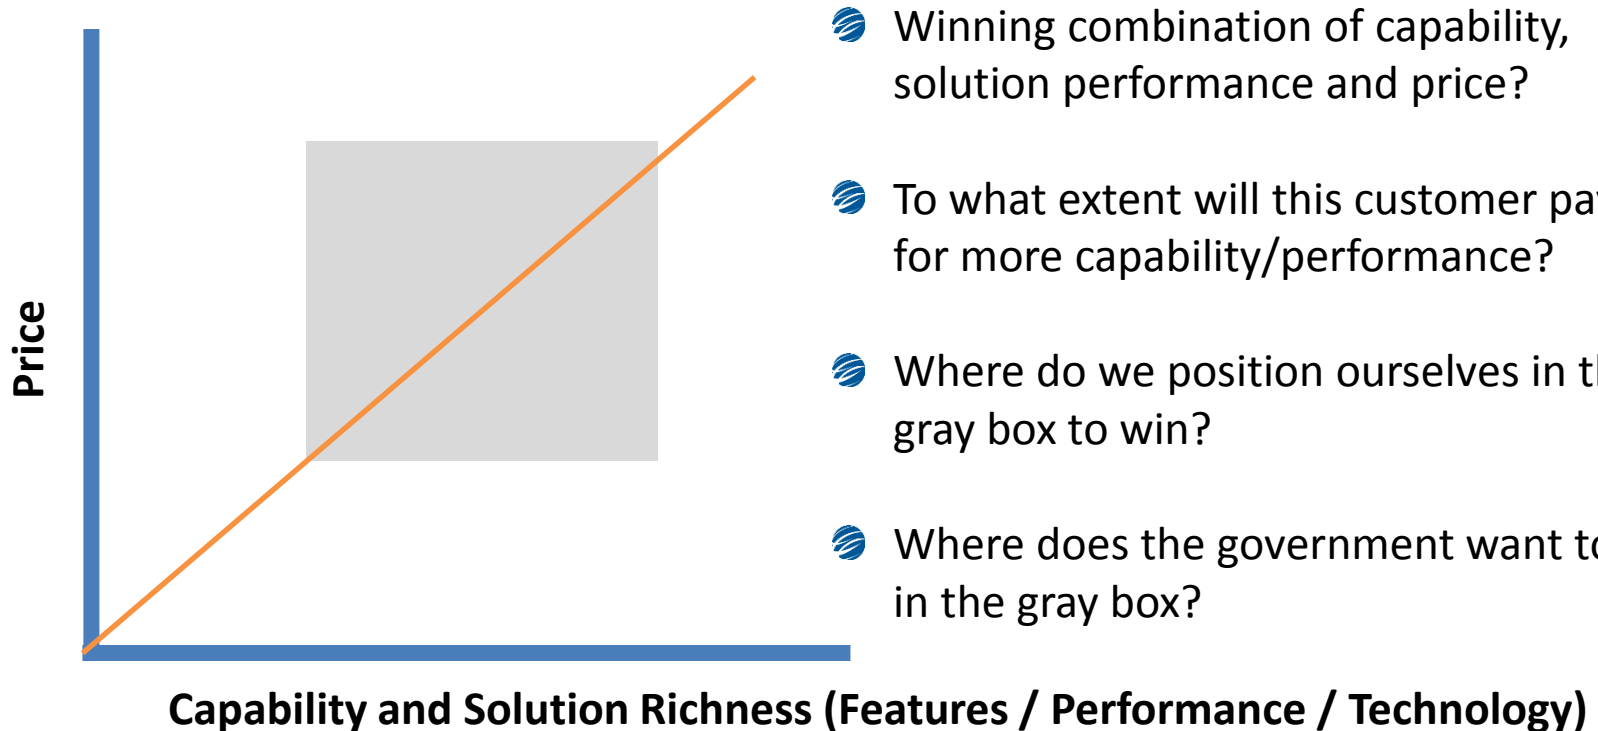 Winning combination of capability,
solution performance and price?
To what extent will this customer
for more capability/performance?
Where do we position ourselves in
gray box to win?
Where does the government want
in the gray box?
Price
Capability and Solution Richness (Features / Performance / Technology)